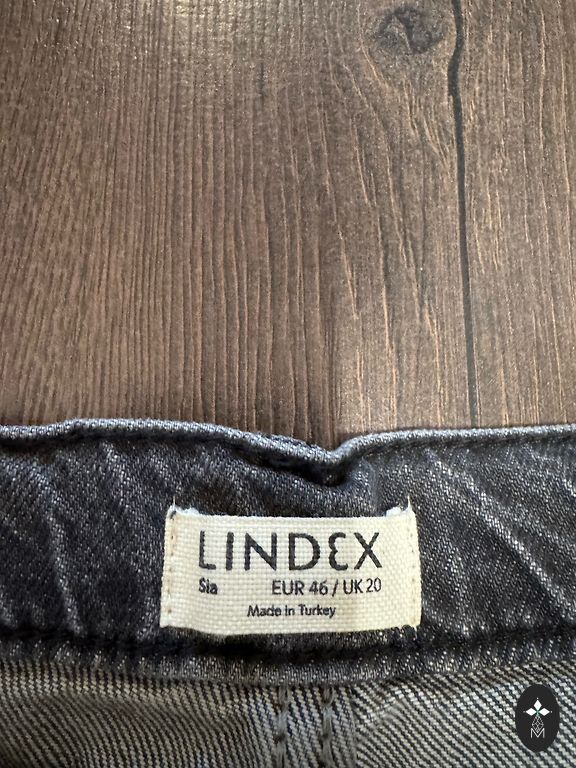 LINDEX
Sia EUR 46 / UK 20
Made in Turkey
M